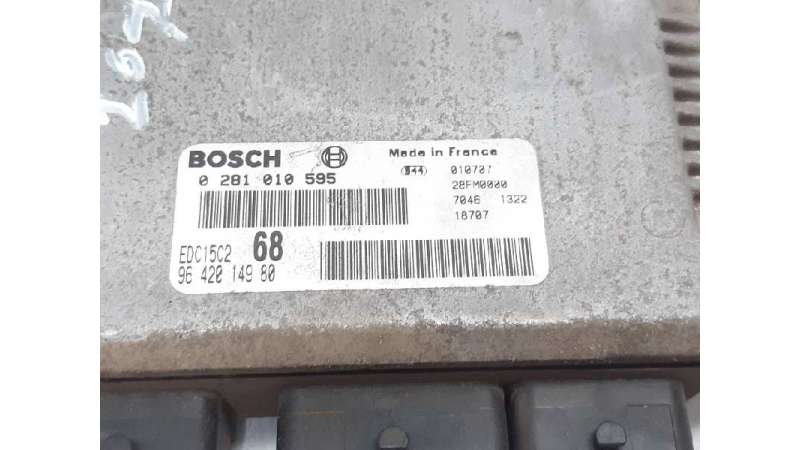 BOSCH
0 281 010 595
EDC15C2 68
96 420 149 80
Made in France
844 010707
28FM0000
7046 1322
18707